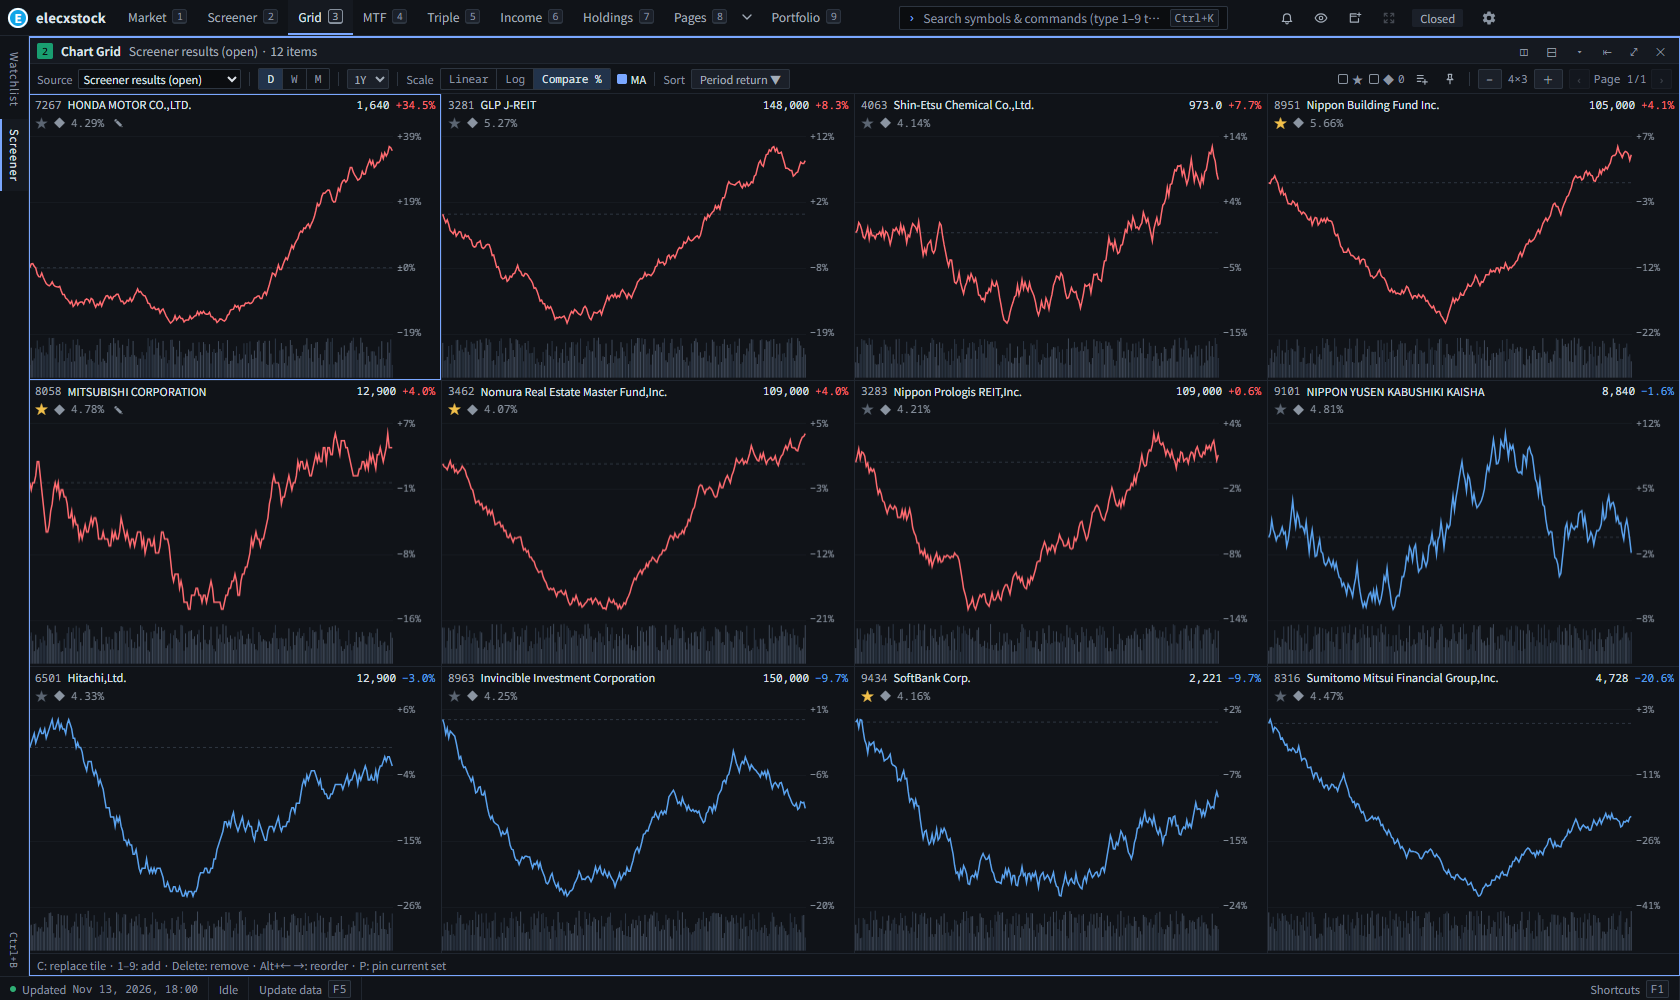 elecxstock Market 1 Screener 2 Grid 3 MTF 4 Triple 5 Income 6 Holdings 7 Pages 8 Portfolio 9 › Search symbols & commands (type 1–9 t··· Ctrl+K Closed
Watchlist
Screener
Ctrl+B
2 Chart Grid Screener results (open) · 12 items
Source Screener results (open) D W M 1Y Scale Linear Log Compare % MA Sort Period return ▼ ★ ◆ 0 − 4×3 + ‹ Page 1/1 ›
7267 HONDA MOTOR CO.,LTD. 1,640 +34.5%
★ ◆ 4.29%
+39%
+19%
±0%
−19%
3281 GLP J-REIT 148,000 +8.3%
★ ◆ 5.27%
+12%
+2%
−8%
−19%
4063 Shin-Etsu Chemical Co.,Ltd. 973.0 +7.7%
★ ◆ 4.14%
+14%
+4%
−5%
−15%
8951 Nippon Building Fund Inc. 105,000 +4.1%
★ ◆ 5.66%
+7%
−3%
−12%
−22%
8058 MITSUBISHI CORPORATION 12,900 +4.0%
★ ◆ 4.78%
+7%
−1%
−8%
−16%
3462 Nomura Real Estate Master Fund,Inc. 109,000 +4.0%
★ ◆ 4.07%
+5%
−3%
−12%
−21%
3283 Nippon Prologis REIT,Inc. 109,000 +0.6%
★ ◆ 4.21%
+4%
−2%
−8%
−14%
9101 NIPPON YUSEN KABUSHIKI KAISHA 8,840 −1.6%
★ ◆ 4.81%
+12%
+5%
−2%
−8%
6501 Hitachi,Ltd. 12,900 −3.0%
★ ◆ 4.33%
+6%
−4%
−15%
−26%
8963 Invincible Investment Corporation 150,000 −9.7%
★ ◆ 4.25%
+1%
−6%
−13%
−20%
9434 SoftBank Corp. 2,221 −9.7%
★ ◆ 4.16%
+2%
−7%
−15%
−24%
8316 Sumitomo Mitsui Financial Group,Inc. 4,728 −20.6%
★ ◆ 4.47%
+3%
−11%
−26%
−41%
C: replace tile · 1–9: add · Delete: remove · Alt+←→: reorder · P: pin current set
Updated Nov 13, 2026, 18:00 Idle Update data F5 Shortcuts F1